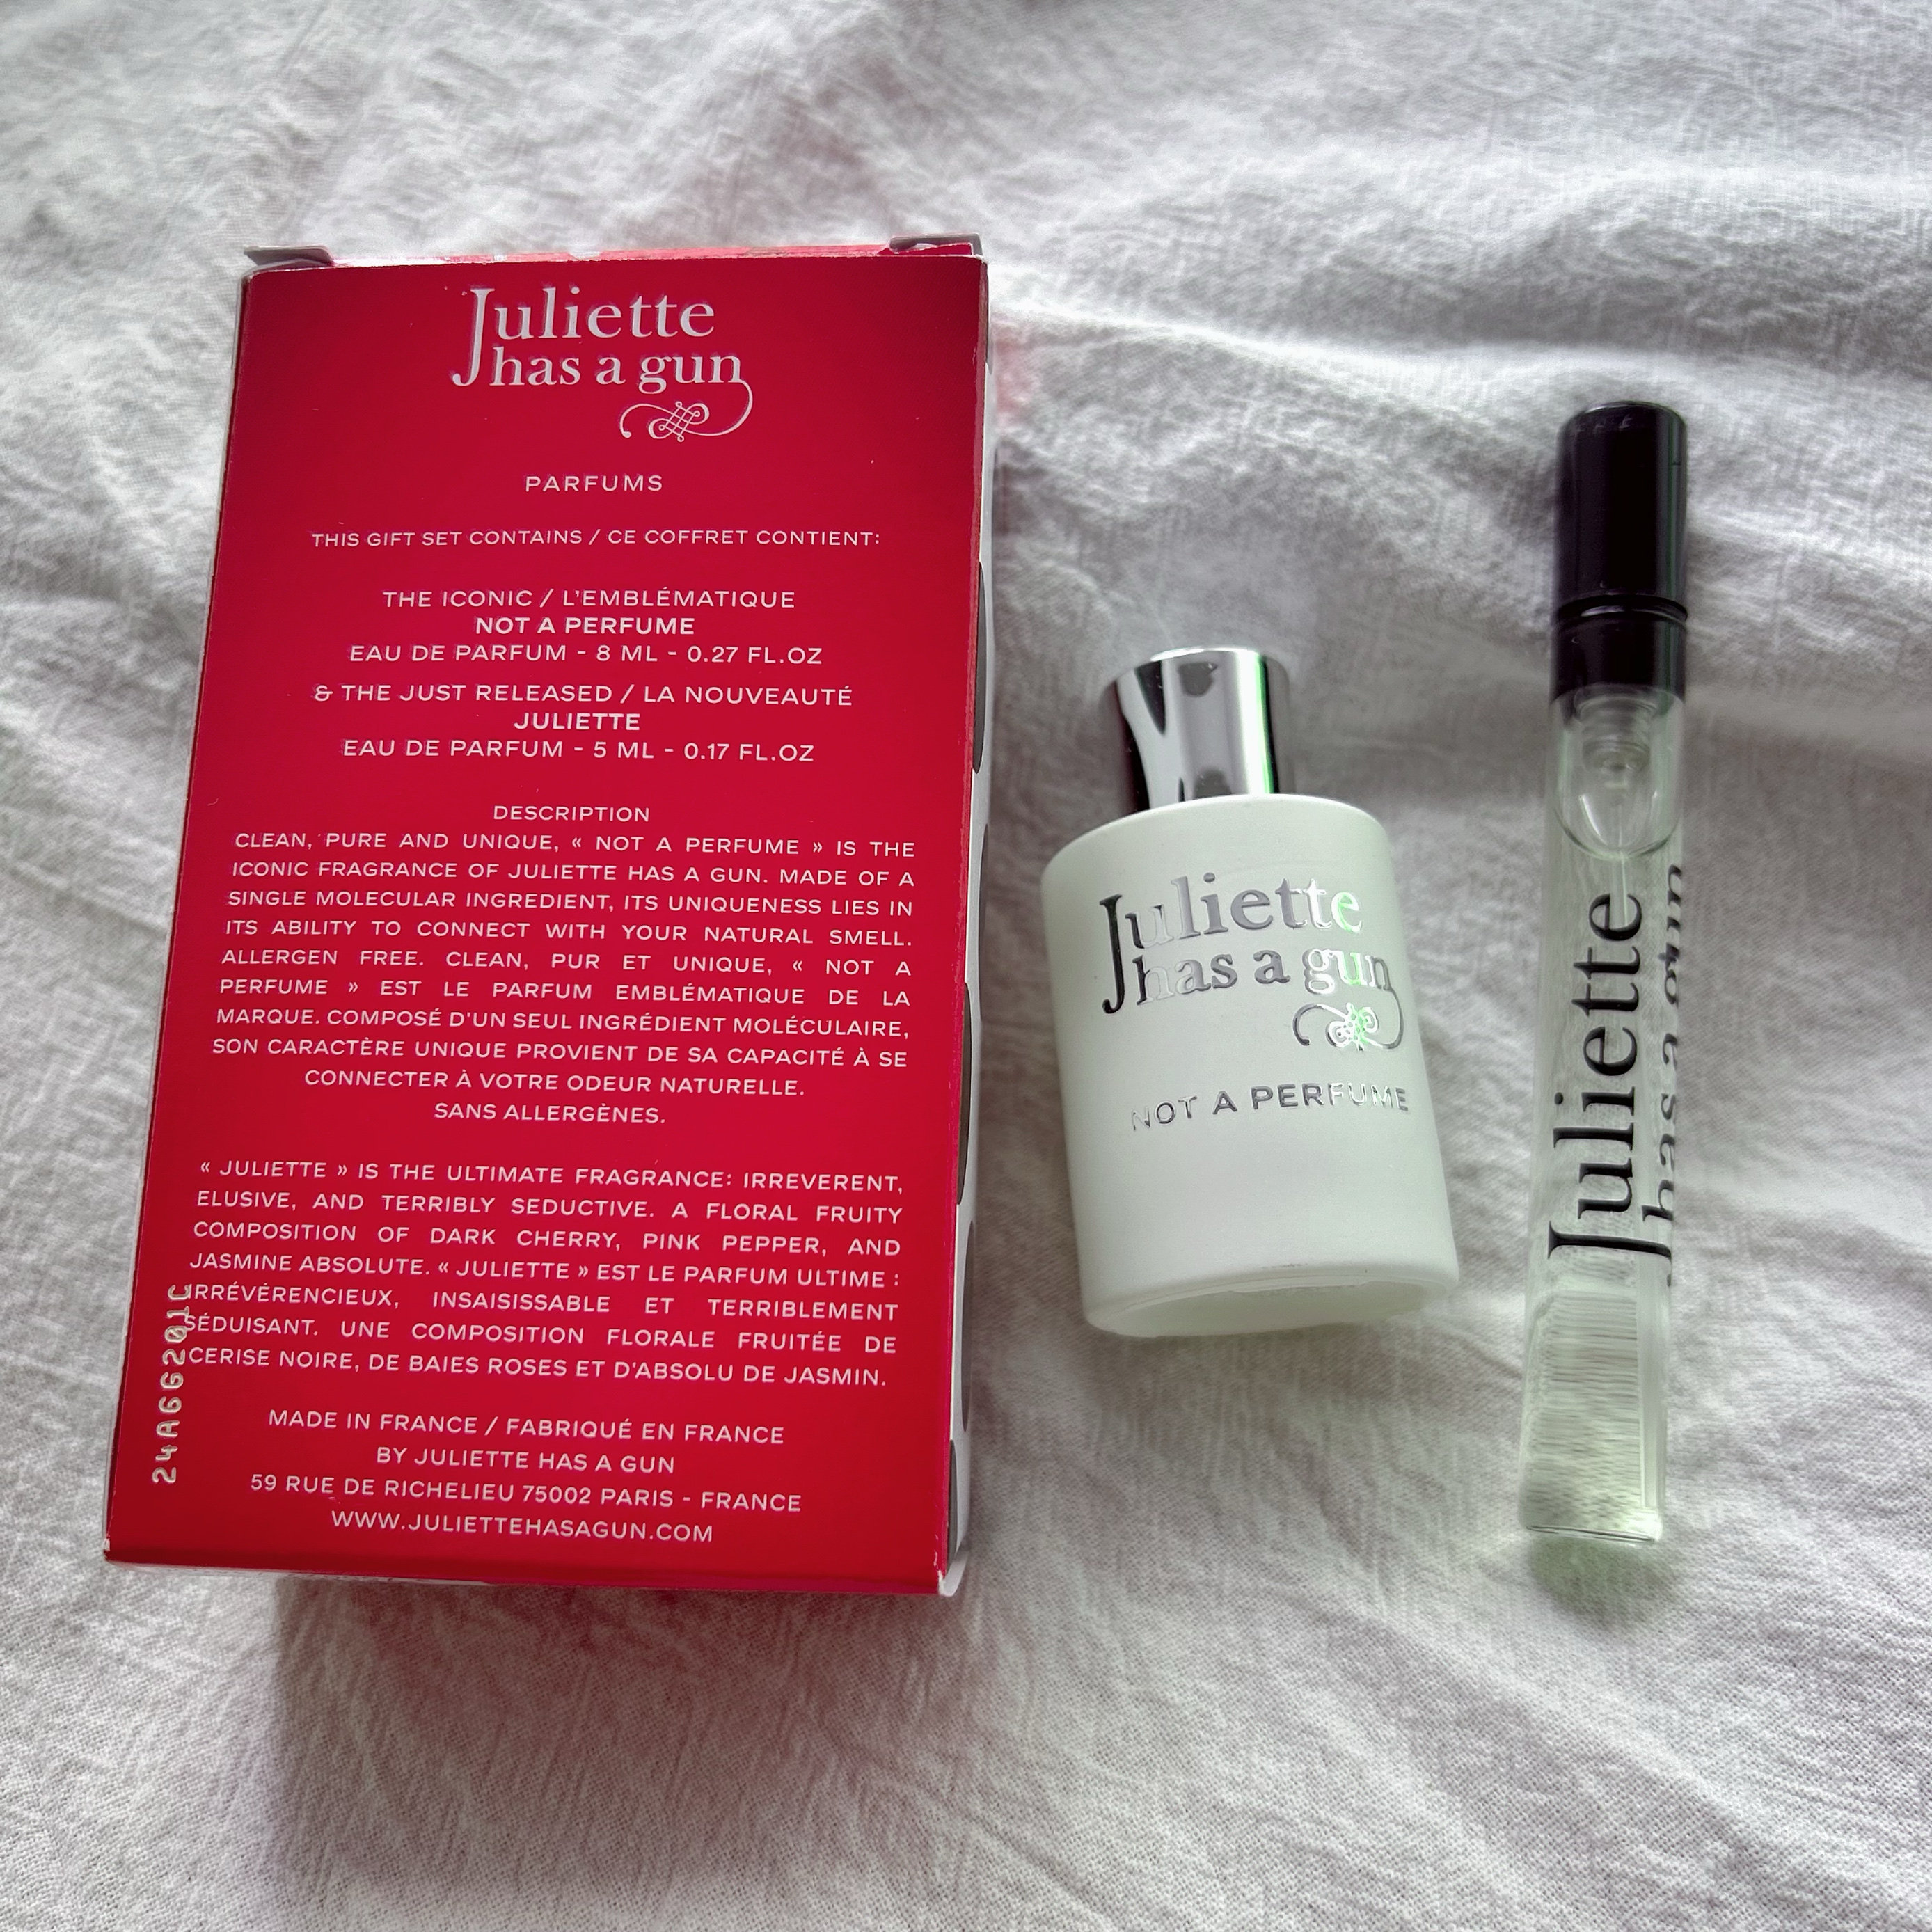 Juliette
has a gun
PARFUMS
THIS GIFT SET CONTAINS / CE COFFRET CONTIENT:
THE ICONIC / L'EMBLÉMATIQUE
NOT A PERFUME
EAU DE PARFUM - 8 ML - 0.27 FL.OZ
& THE JUST RELEASED / LA NOUVEAUTÉ
JULIETTE
EAU DE PARFUM - 5 ML - 0.17 FL.OZ
DESCRIPTION
CLEAN, PURE AND UNIQUE, « NOT A PERFUME » IS THE
ICONIC FRAGRANCE OF JULIETTE HAS A GUN. MADE OF A
SINGLE MOLECULAR INGREDIENT, ITS UNIQUENESS LIES IN
ITS ABILITY TO CONNECT WITH YOUR NATURAL SMELL.
ALLERGEN FREE. CLEAN, PUR ET UNIQUE, « NOT A
PERFUME » EST LE PARFUM EMBLÉMATIQUE DE LA
MARQUE. COMPOSÉ D'UN SEUL INGRÉDIENT MOLÉCULAIRE,
SON CARACTÈRE UNIQUE PROVIENT DE SA CAPACITÉ À SE
CONNECTER À VOTRE ODEUR NATURELLE.
SANS ALLERGÈNES.
« JULIETTE » IS THE ULTIMATE FRAGRANCE: IRREVERENT,
ELUSIVE, AND TERRIBLY SEDUCTIVE. A FLORAL FRUITY
COMPOSITION OF DARK CHERRY, PINK PEPPER, AND
JASMINE ABSOLUTE. « JULIETTE » EST LE PARFUM ULTIME :
IRRÉVÉRENCIEUX, INSAISISSABLE ET TERRIBLEMENT
SÉDUISANT. UNE COMPOSITION FLORALE FRUITÉE DE
CERISE NOIRE, DE BAIES ROSES ET D'ABSOLU DE JASMIN.
MADE IN FRANCE / FABRIQUÉ EN FRANCE
BY JULIETTE HAS A GUN
59 RUE DE RICHELIEU 75002 PARIS - FRANCE
WWW.JULIETTEHASAGUN.COM
24A66201C
Juliette
has a gun
NOT A PERFUME
Juliette
has a gun